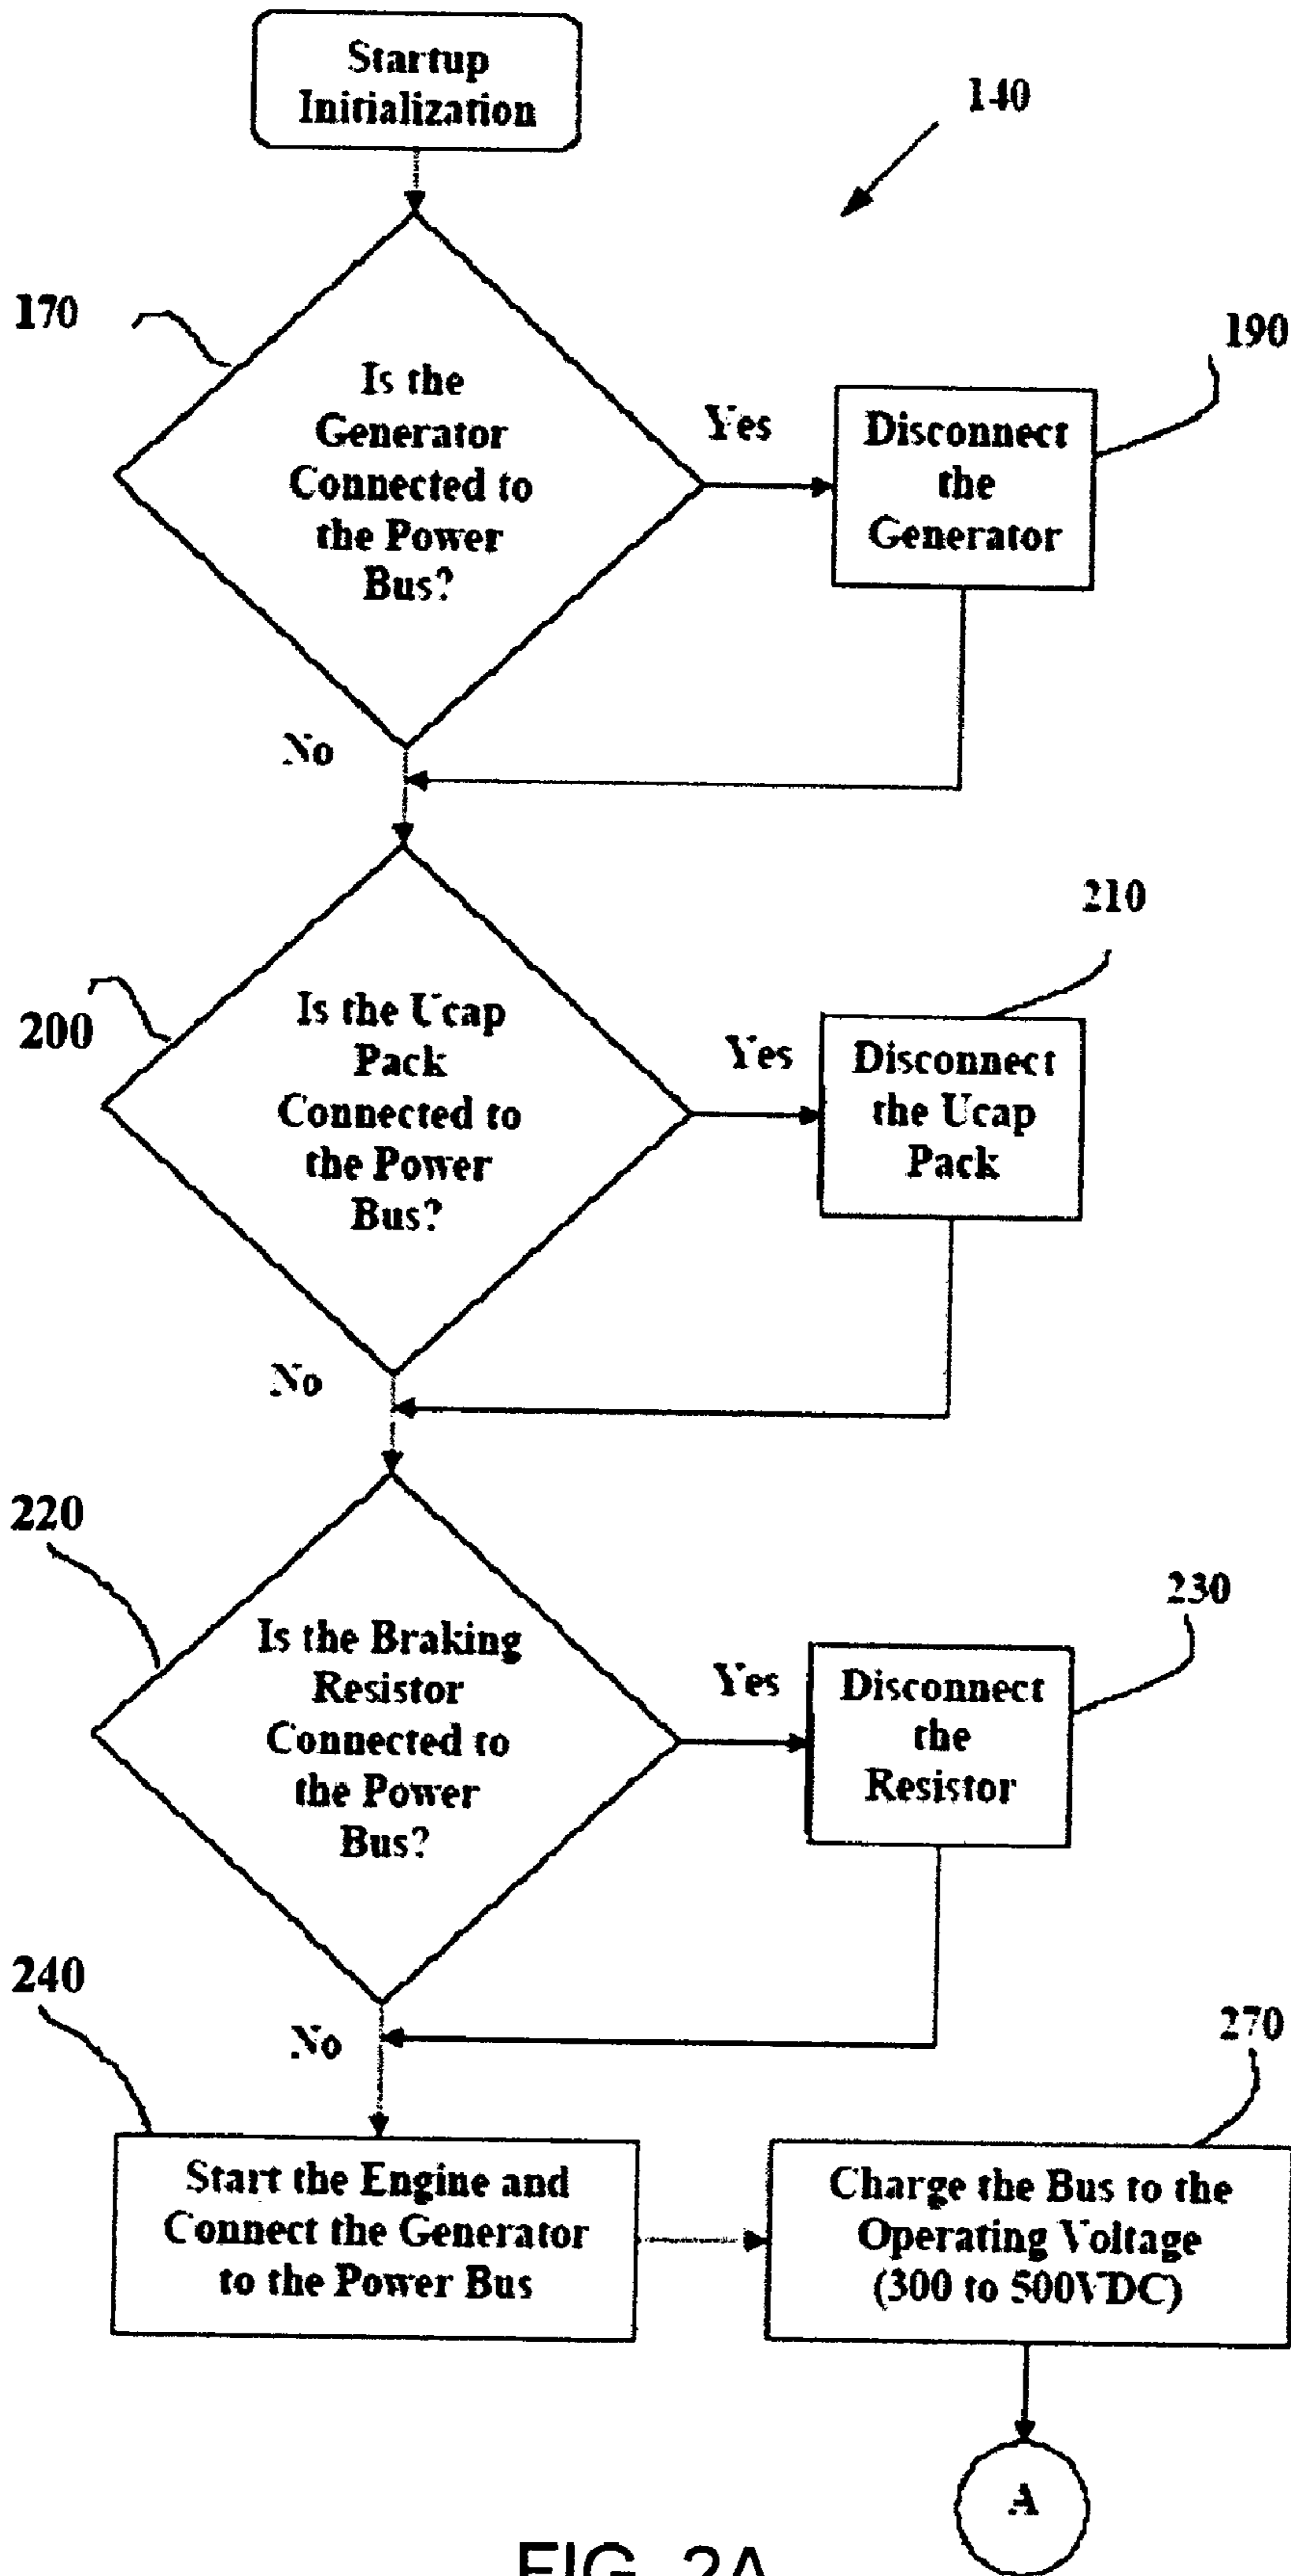 Startup
Initialization
140
170
Is the
Generator
Connected to
the Power
Bus?
Yes
190
Disconnect
the
Generator
No
200
Is the Ucap
Pack
Connected to
the Power
Bus?
Yes
210
Disconnect
the Ucap
Pack
No
220
Is the Braking
Resistor
Connected to
the Power
Bus?
Yes
230
Disconnect
the
Resistor
No
240
Start the Engine and
Connect the Generator
to the Power Bus
270
Charge the Bus to the
Operating Voltage
(300 to 500VDC)
A
FIG. 2A